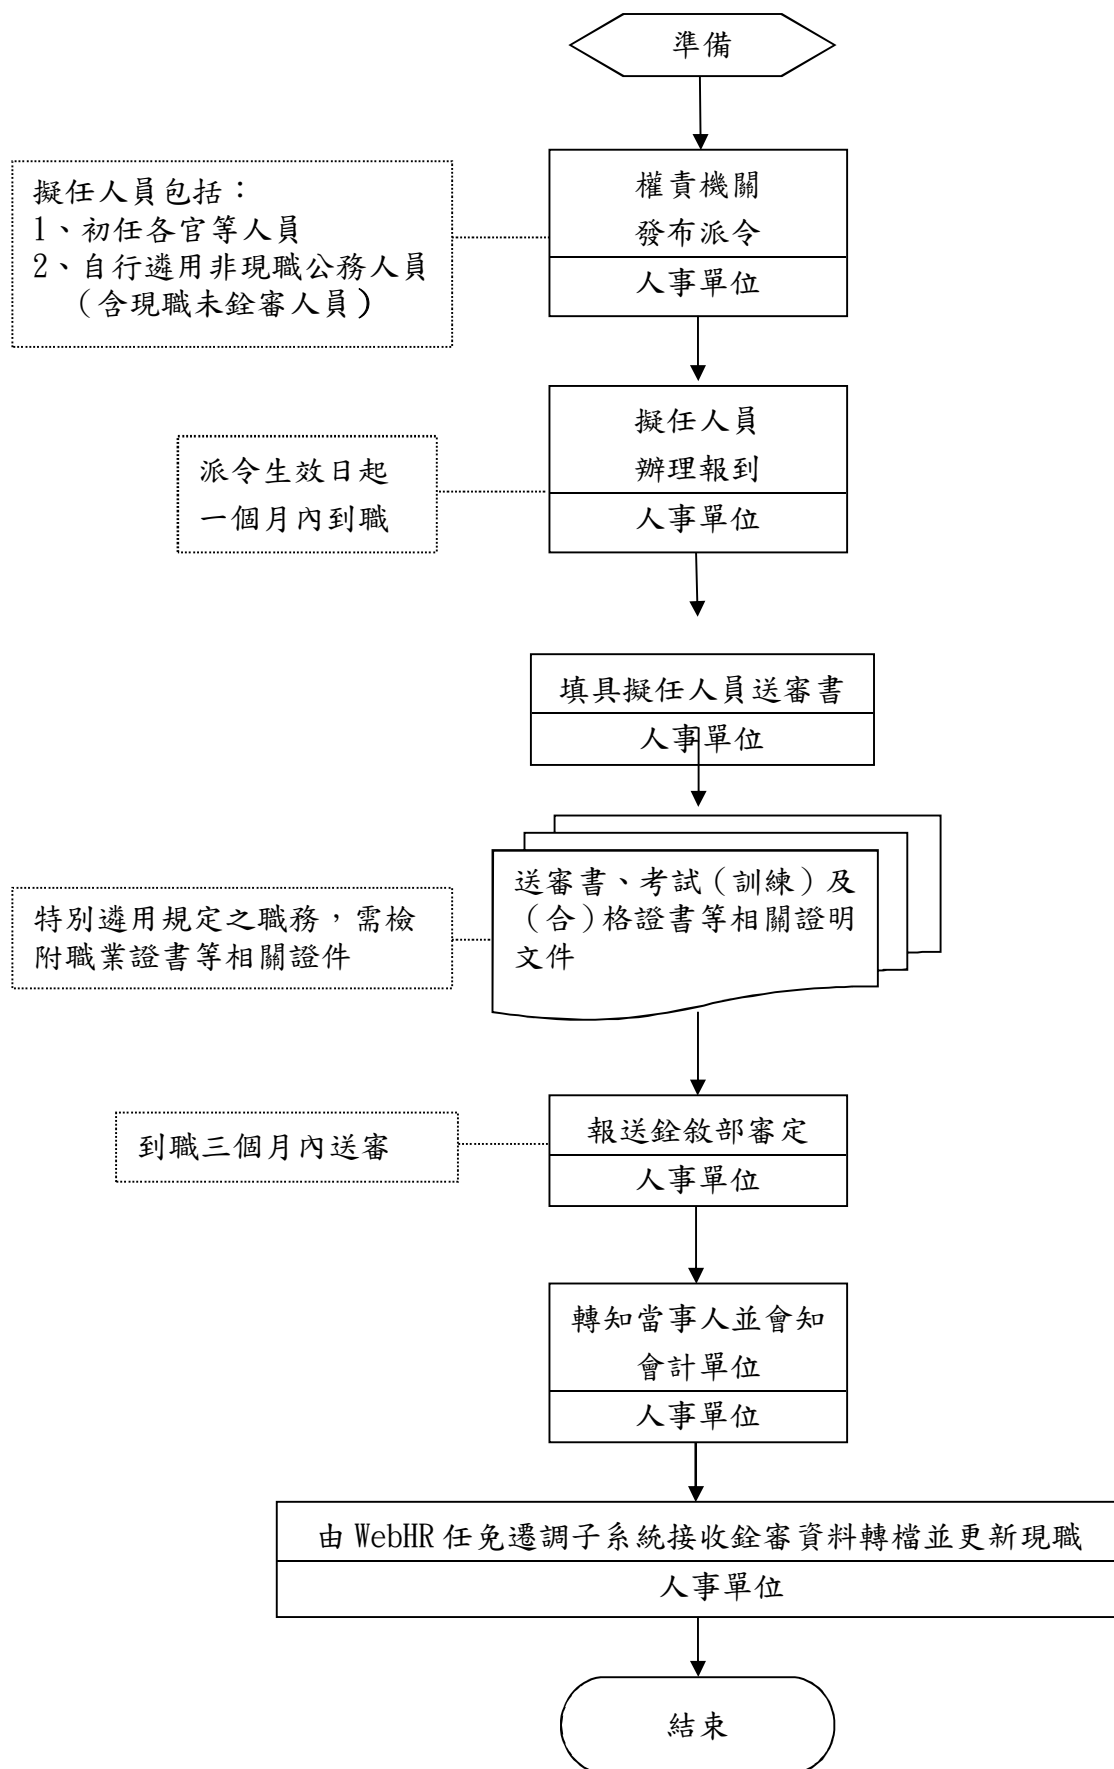 準備
權責機關
發布派令
人事單位
擬任人員包括：
1、初任各官等人員
2、自行遴用非現職公務人員
（含現職未銓審人員）
擬任人員
辦理報到
人事單位
派令生效日起
一個月內到職
填具擬任人員送審書
人事單位
送審書、考試（訓練）及
（合）格證書等相關證明
文件
特別遴用規定之職務，需檢
附職業證書等相關證件
報送銓敘部審定
人事單位
到職三個月內送審
轉知當事人並會知
會計單位
人事單位
由 WebHR 任免遷調子系統接收銓審資料轉檔並更新現職
人事單位
結束